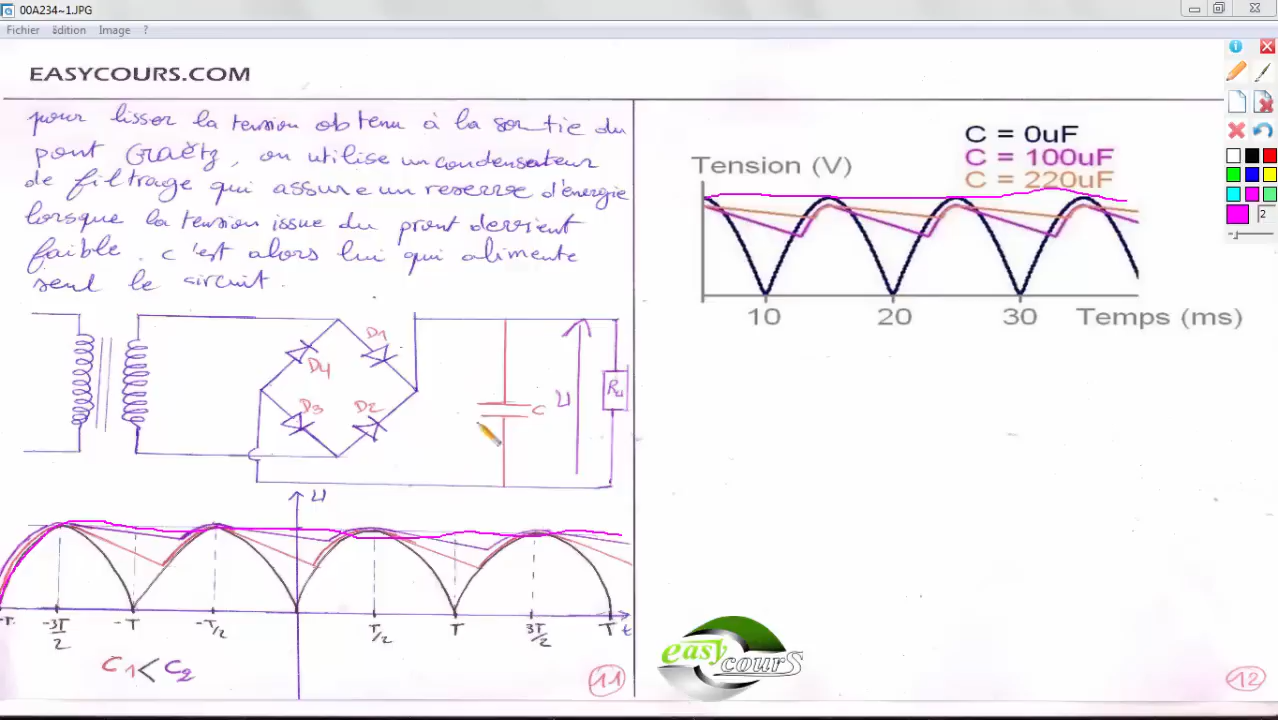 00A234~1.JPG
Fichier Edition Image ?
EASYCOURS.COM
pour lisser la tension obtenu à la sortie du
pont Graëtz, on utilise un condensateur
de filtrage qui assure un reserve d'énergie
lorsque la tension issue du pront devient
faible. c'est alors lui qui alimente
seul le circuit.
D1
D4
D3
D2
C
U
Ru
U
-T
-3T/2
-T
-T/2
T/2
T
3T/2
T
t
C1 < C2
11
C = 0uF
C = 100uF
C = 220uF
Tension (V)
10 20 30 Temps (ms)
easy
courS
12
2